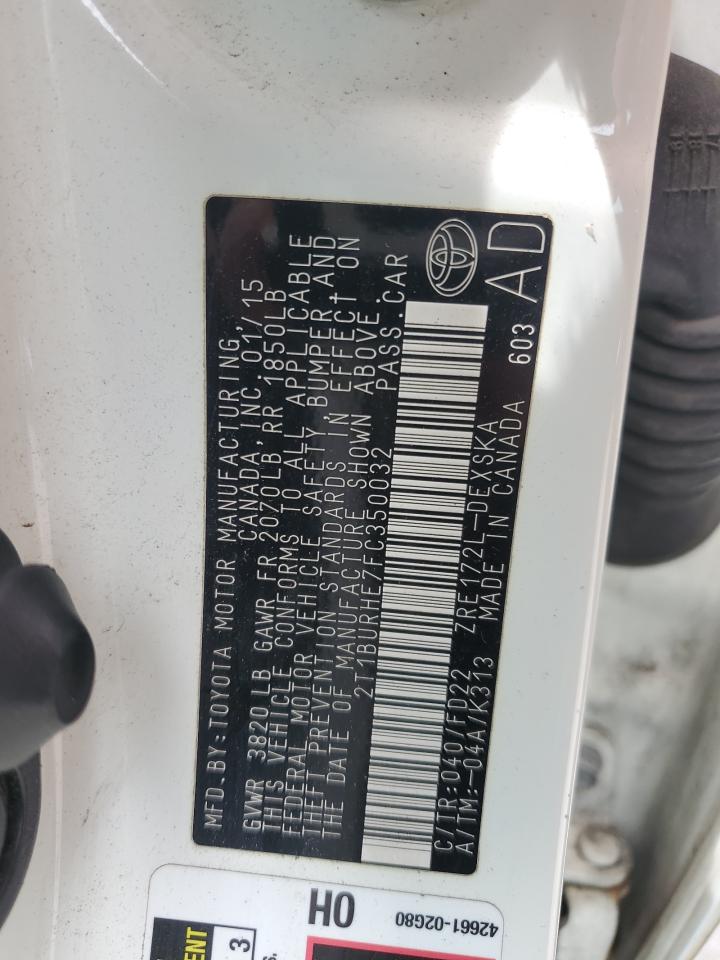 MFD BY:TOYOTA MOTOR MANUFACTURING,
CANADA, INC.01/15
GVWR 3820LB GAWR FR 2070LB, RR 1850LB
THIS VEHICLE CONFORMS TO ALL APPLICABLE
FEDERAL MOTOR VEHICLE SAFETY, BUMPER, AND
THEFT PREVENTION STANDARDS IN EFFECT ON
THE DATE OF MANUFACTURE SHOWN ABOVE.
2T1BURHE7FC350032 PASS.CAR
C/TR:040/FD22 ZRE172L-DEXSKA
A/TM:-04A/K313 MADE IN CANADA 603 AD
OH
42661-02G80
ENT
3
S.